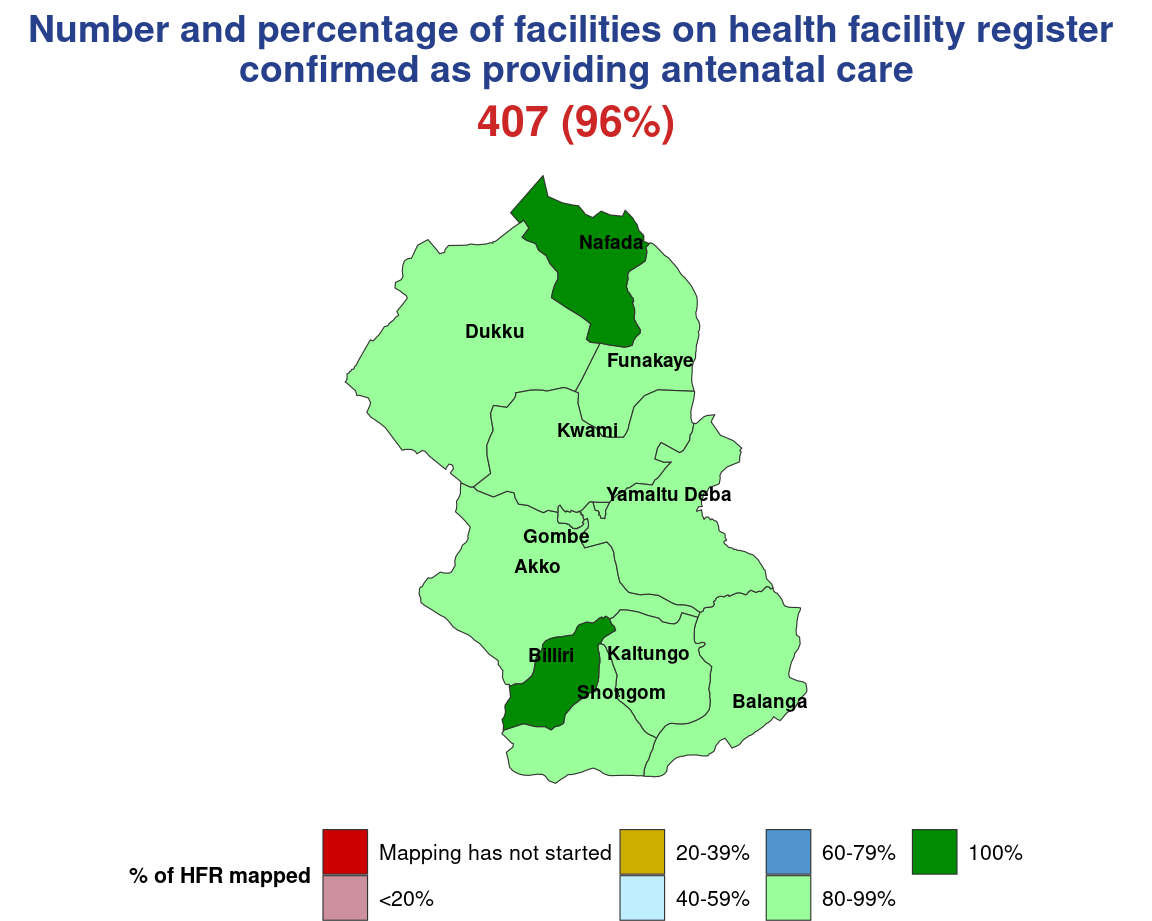 Number and percentage of facilities on health facility register
confirmed as providing antenatal care
407 (96%)
Nafada
Dukku
Funakaye
Kwami
Yamaltu Deba
Gombe
Akko
Billiri
Kaltungo
Shongom
Balanga
% of HFR mapped
Mapping has not started
<20%
20-39%
40-59%
60-79%
80-99%
100%